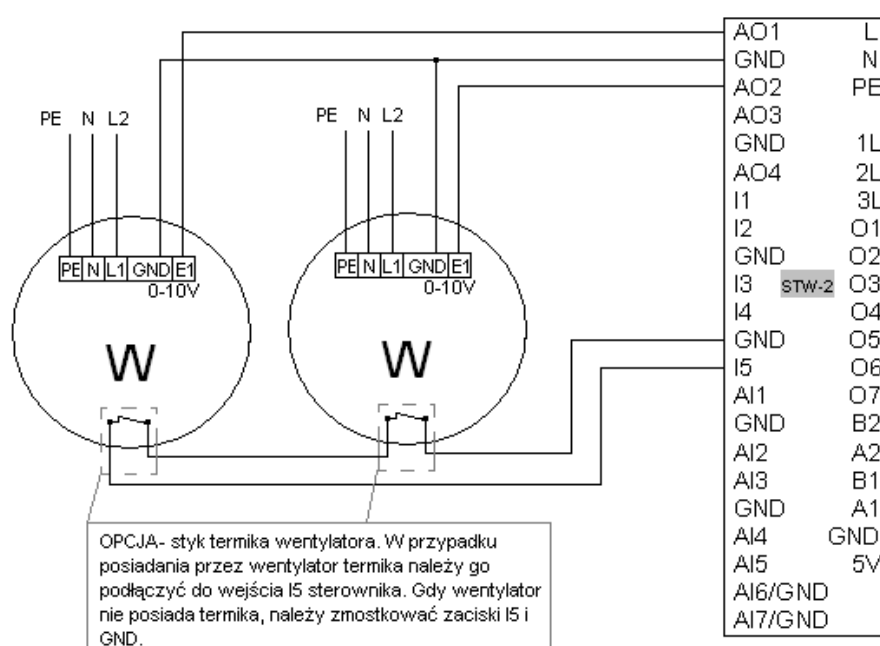 AO1 L
GND N
AO2 PE
AO3
GND 1L
AO4 2L
I1 3L
I2 O1
GND O2
I3 STW-2 O3
I4 O4
GND O5
I5 O6
AI1 O7
GND B2
AI2 A2
AI3 B1
GND A1
AI4 GND
AI5 5V
AI6/GND
AI7/GND
PE N L2
PE N L1 GND E1
0-10V
W
PE N L2
PE N L1 GND E1
0-10V
W
OPCJA- styk termika wentylatora. W przypadku
posiadania przez wentylator termika należy go
podłączyć do wejścia I5 sterownika. Gdy wentylator
nie posiada termika, należy zmostkować zaciski I5 i
GND.